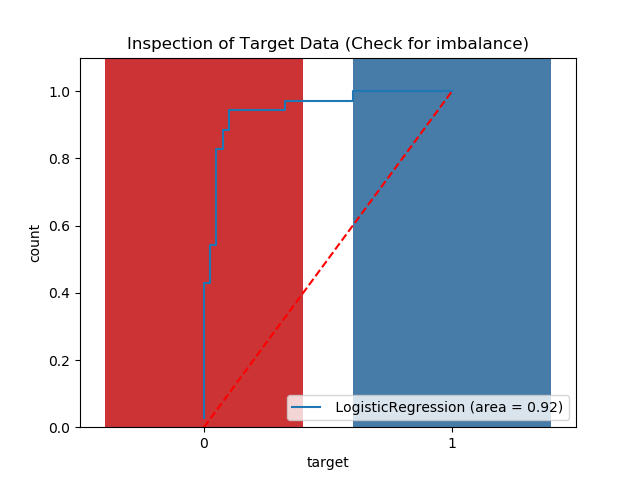 Inspection of Target Data (Check for imbalance)
1.0
0.8
0.6
0.4
0.2
0.0
count
LogisticRegression (area = 0.92)
0
1
target